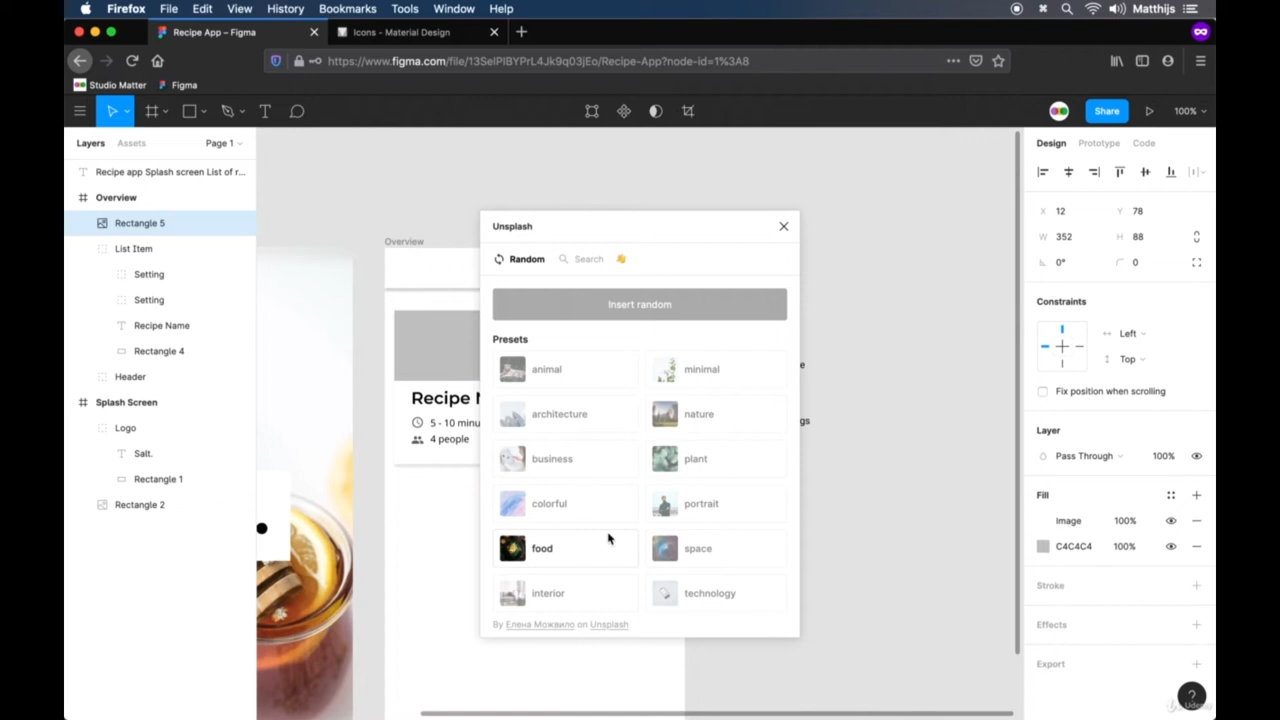 Firefox File Edit View History Bookmarks Tools Window Help Matthijs
Recipe App – Figma
Icons - Material Design
https://www.figma.com/file/13SelPIBYPrL4Jk9q03jEo/Recipe-App?node-id=1%3A8
Studio Matter Figma
Share 100%
Layers Assets Page 1
Recipe app Splash screen List of r...
Overview
Rectangle 5
List Item
Setting
Setting
Recipe Name
Rectangle 4
Header
Splash Screen
Logo
Salt.
Rectangle 1
Rectangle 2
Overview
Recipe N
5 - 10 minu
4 people
Unsplash
Random Search
Insert random
Presets
animal minimal
architecture nature
business plant
colorful portrait
food space
interior technology
By Елена Можвило on Unsplash
e
gs
Design Prototype Code
X 12 Y 78
W 352 H 88
0° 0
Constraints
Left
Top
Fix position when scrolling
Layer
Pass Through 100%
Fill
Image 100%
C4C4C4 100%
Stroke
Effects
Export
?
Udemy